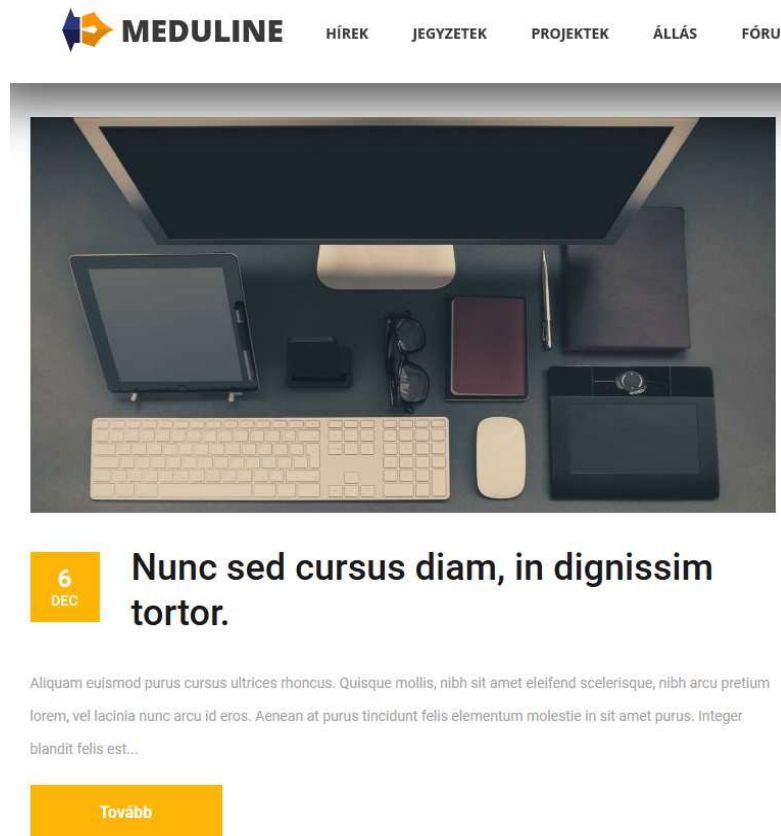 MEDULINE
HÍREK
JEGYZETEK
PROJEKTEK
ÁLLÁS
FÓRU
6
DEC
Nunc sed cursus diam, in dignissim
tortor.
Aliquam euismod purus cursus ultrices rhoncus. Quisque mollis, nibh sit amet eleifend scelerisque, nibh arcu pretium
lorem, vel lacinia nunc arcu id eros. Aenean at purus tincidunt felis elementum molestie in sit amet purus. Integer
blandit felis est...
Tovább